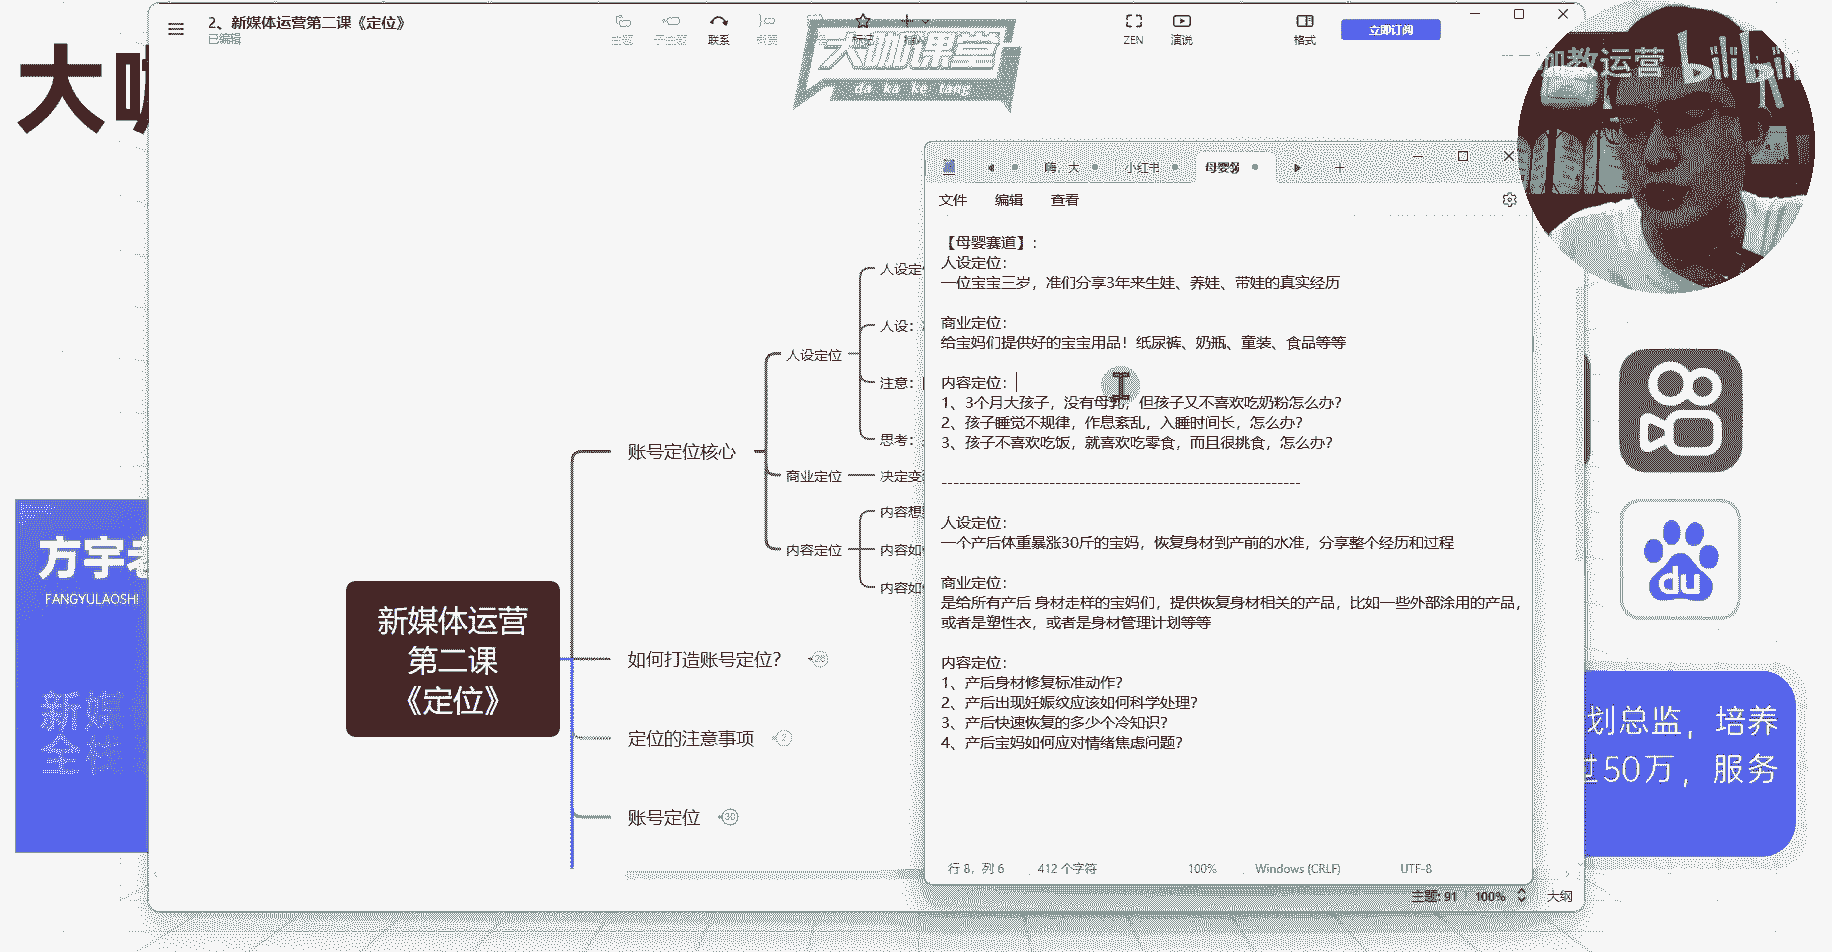 2、新媒体运营第二课《定位》
已编辑
主题
子主题
联系
概要
标记
ZEN
演说
格式
立即订阅
大咖课堂
da ka ke tang
咖教运营
bilibili
大咖
嗨，大
小红书
文件
编辑
查看
【母婴赛道】：
人设定位：
一位宝宝三岁，准们分享3年来生娃、养娃、带娃的真实经历
商业定位：
给宝妈们提供好的宝宝用品！纸尿裤、奶瓶、童装、食品等等
内容定位：
1、3个月大孩子，没有母乳，但孩子又不喜欢吃奶粉怎么办？
2、孩子睡觉不规律，作息紊乱，入睡时间长，怎么办？
3、孩子不喜欢吃饭，就喜欢吃零食，而且很挑食，怎么办？
------------------------------------------------------------
人设定位：
一个产后体重暴涨30斤的宝妈，恢复身材到产前的水准，分享整个经历和过程
商业定位：
是给所有产后 身材走样的宝妈们，提供恢复身材相关的产品，比如一些外部涂用的产品，
或者是塑性衣，或者是身材管理计划等等
内容定位：
1、产后身材修复标准动作？
2、产后出现妊娠纹应该如何科学处理？
3、产后快速恢复的多少个冷知识？
4、产后宝妈如何应对情绪焦虑问题？
行 8，列 6
412 个字符
100%
Windows (CRLF)
UTF-8
新媒体运营
第二课
《定位》
账号定位核心
人设定位
人设定
人设：
注意：
思考：
商业定位
决定变
内容定位
内容想
内容如
内容如
如何打造账号定位？
26
定位的注意事项
2
账号定位
30
主题: 91
100%
大纲
方宇老
FANGYULAOSHI
新媒
全栈
du
划总监，培养
过50万，服务